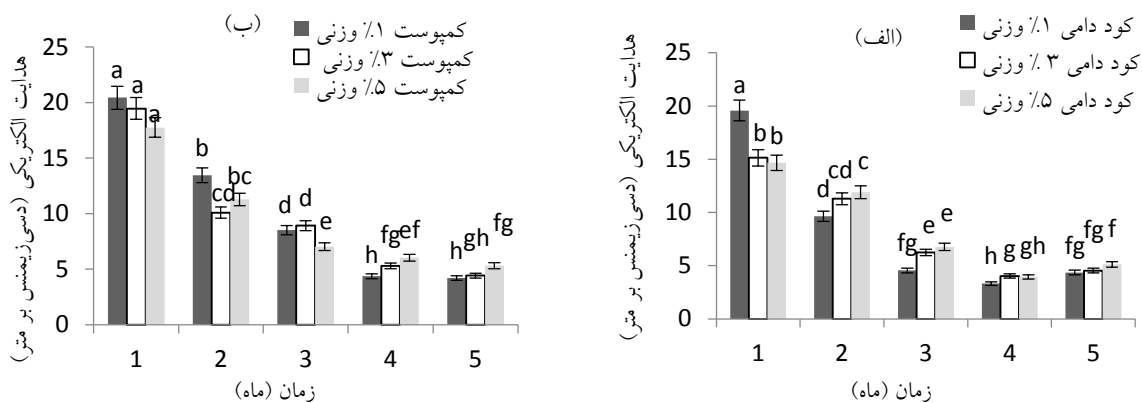 (الف)
کود دامی ۱٪ وزنی
کود دامی ۳ ٪ وزنی
کود دامی ۵٪ وزنی
هدایت الکتریکی (دسی‌زیمنس بر متر)
25
20
15
10
5
0
a b b
d cd c
fg e e
h g gh
fg fg f
1 2 3 4 5
زمان (ماه)
(ب)
کمپوست ۱٪ وزنی
کمپوست ۳٪ وزنی
کمپوست ۵٪ وزنی
هدایت الکتریکی (دسی‌زیمنس بر متر)
25
20
15
10
5
0
a a a
b cd bc
d d e
h fg ef
h gh fg
1 2 3 4 5
زمان (ماه)